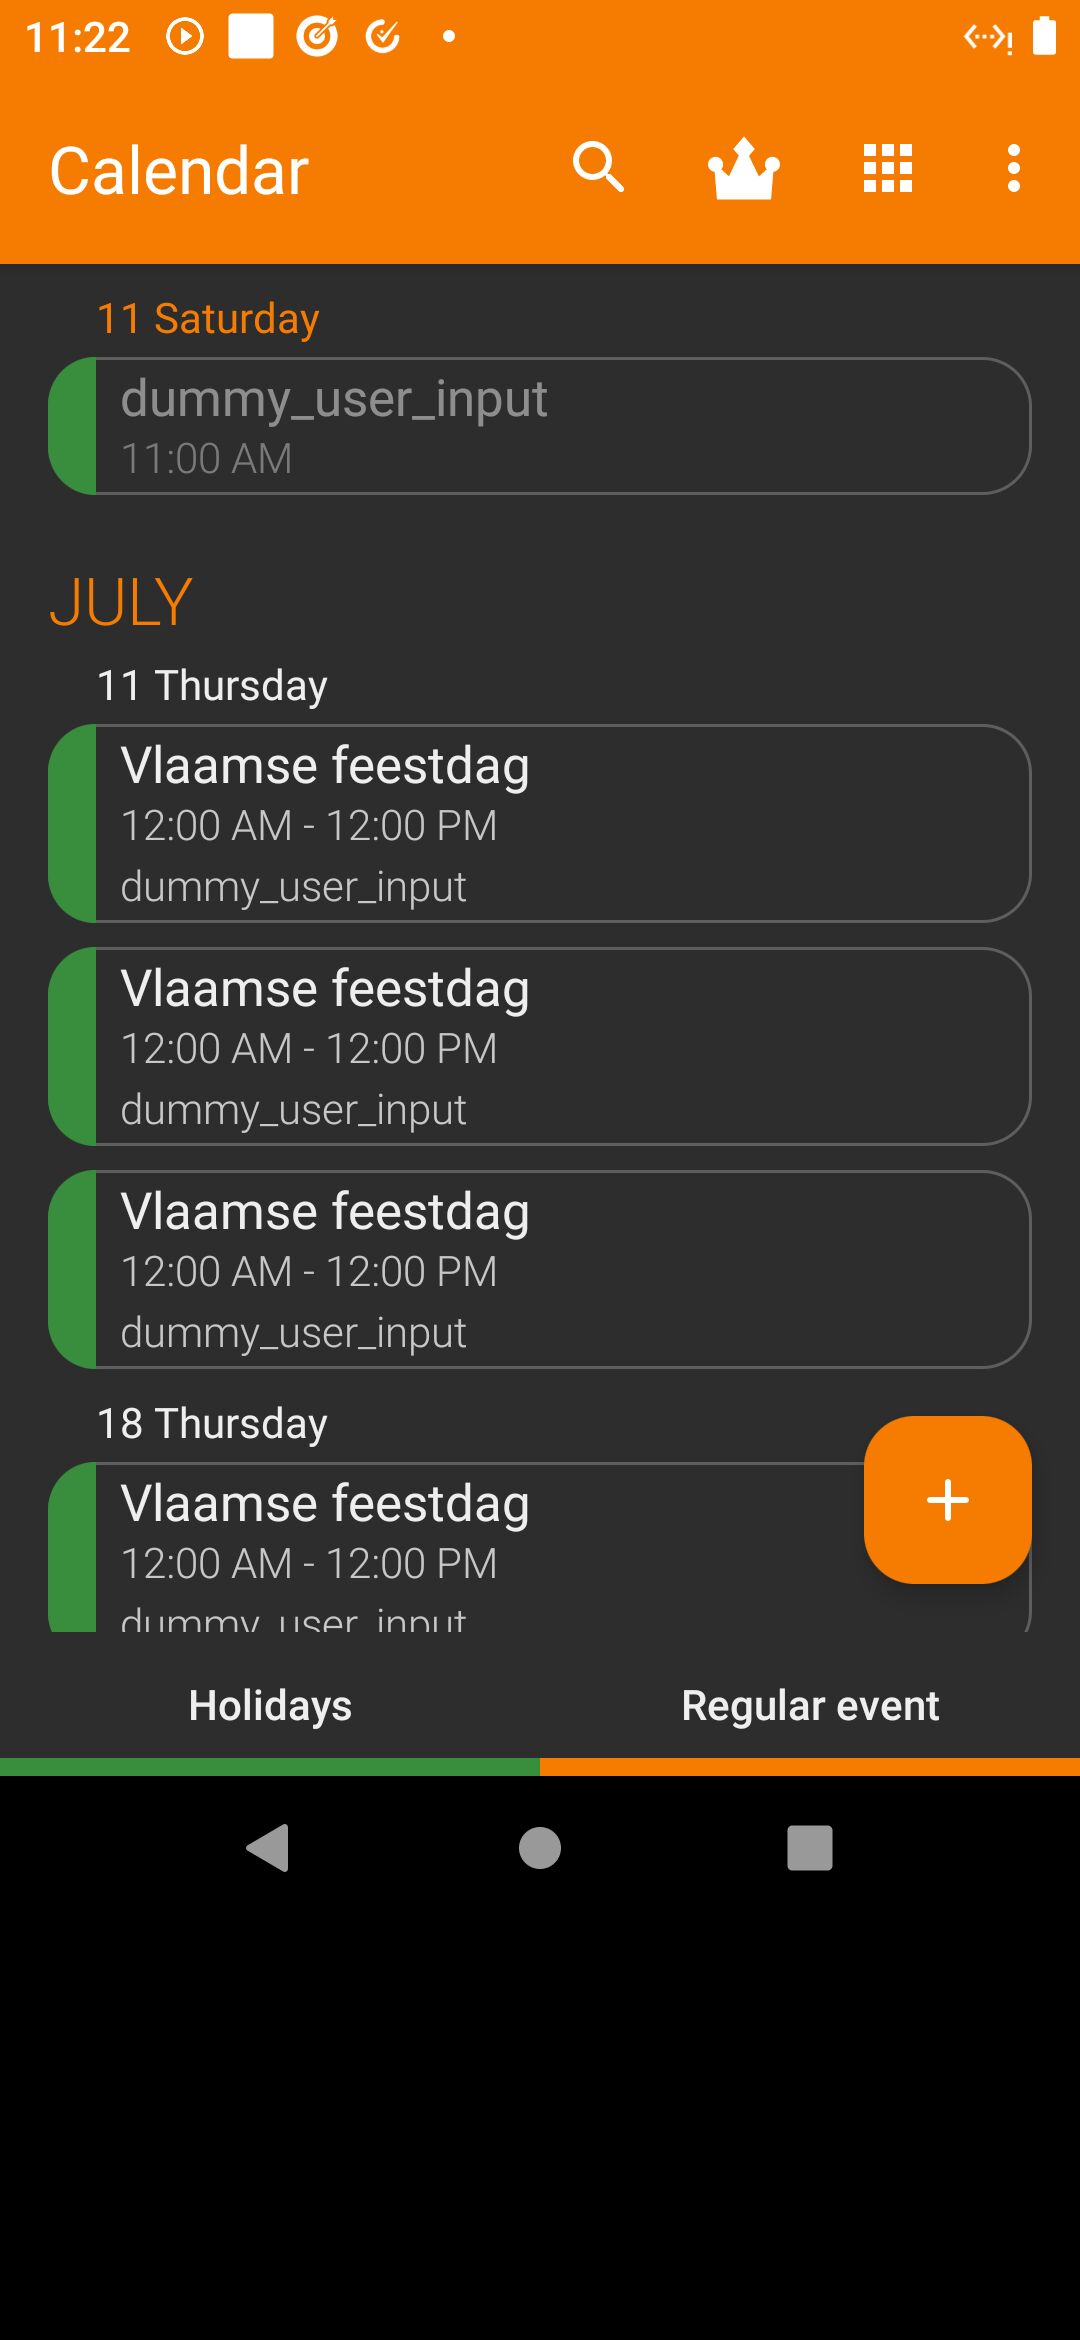 11:22
Calendar
11 Saturday
dummy_user_input
11:00 AM
JULY
11 Thursday
Vlaamse feestdag
12:00 AM - 12:00 PM
dummy_user_input
Vlaamse feestdag
12:00 AM - 12:00 PM
dummy_user_input
Vlaamse feestdag
12:00 AM - 12:00 PM
dummy_user_input
18 Thursday
Vlaamse feestdag
12:00 AM - 12:00 PM
dummy_user_input
Holidays
Regular event